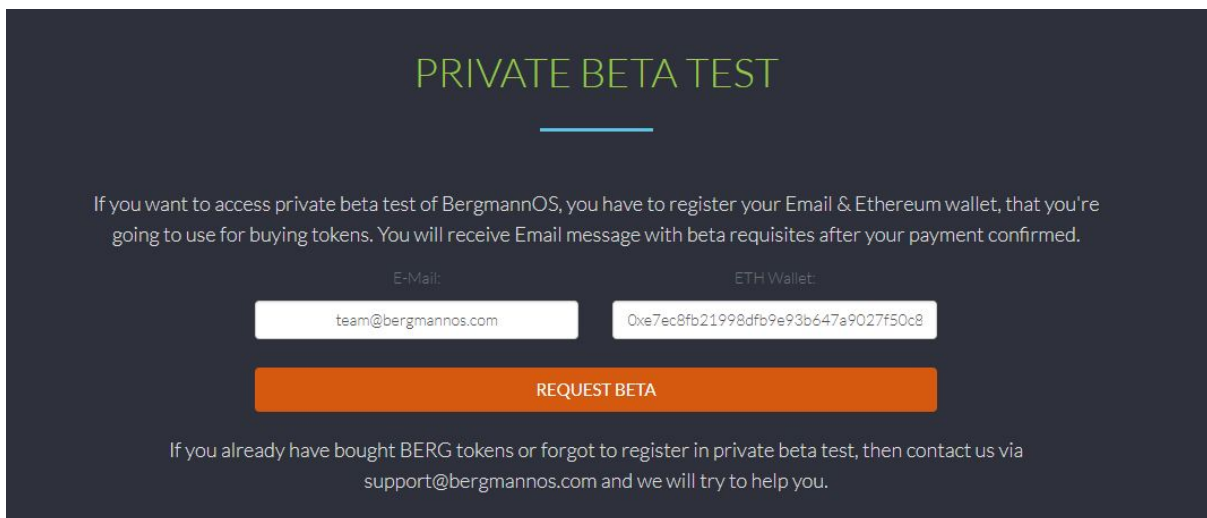 PRIVATE BETA TEST
If you want to access private beta test of BergmannOS, you have to register your Email & Ethereum wallet, that you're
going to use for buying tokens. You will receive Email message with beta requisites after your payment confirmed.
E-Mail: ETH Wallet:
team@bergmannos.com 0xe7ec8fb21998dfb9e93b647a9027f50c8
REQUEST BETA
If you already have bought BERG tokens or forgot to register in private beta test, then contact us via
support@bergmannos.com and we will try to help you.